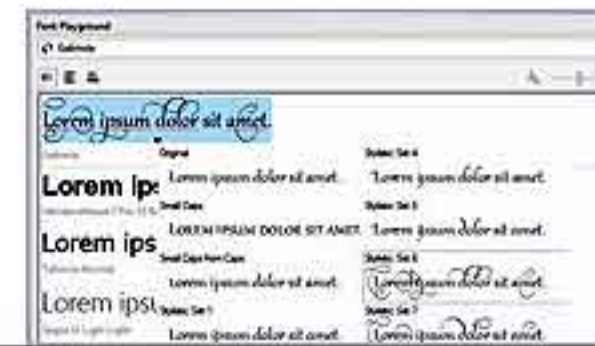 Font Playground
Gabriola
Lorem ipsum dolor sit amet.
Original
Stylistic Set 4
Lorem Ip
Lorem ipsum dolor sit amet.
Lorem ipsum dolor sit amet.
Small Caps
Stylistic Set 5
LOREM IPSUM DOLOR SIT AMET.
Lorem ipsum dolor sit amet.
Lorem ips
Small Caps from Caps
Stylistic Set 6
Lorem ipsum dolor sit amet.
Lorem ipsum dolor sit amet.
Lorem ipsu
Stylistic Set 1
Stylistic Set 7
Lorem ipsum dolor sit amet.
Lorem ipsum dolor sit amet.